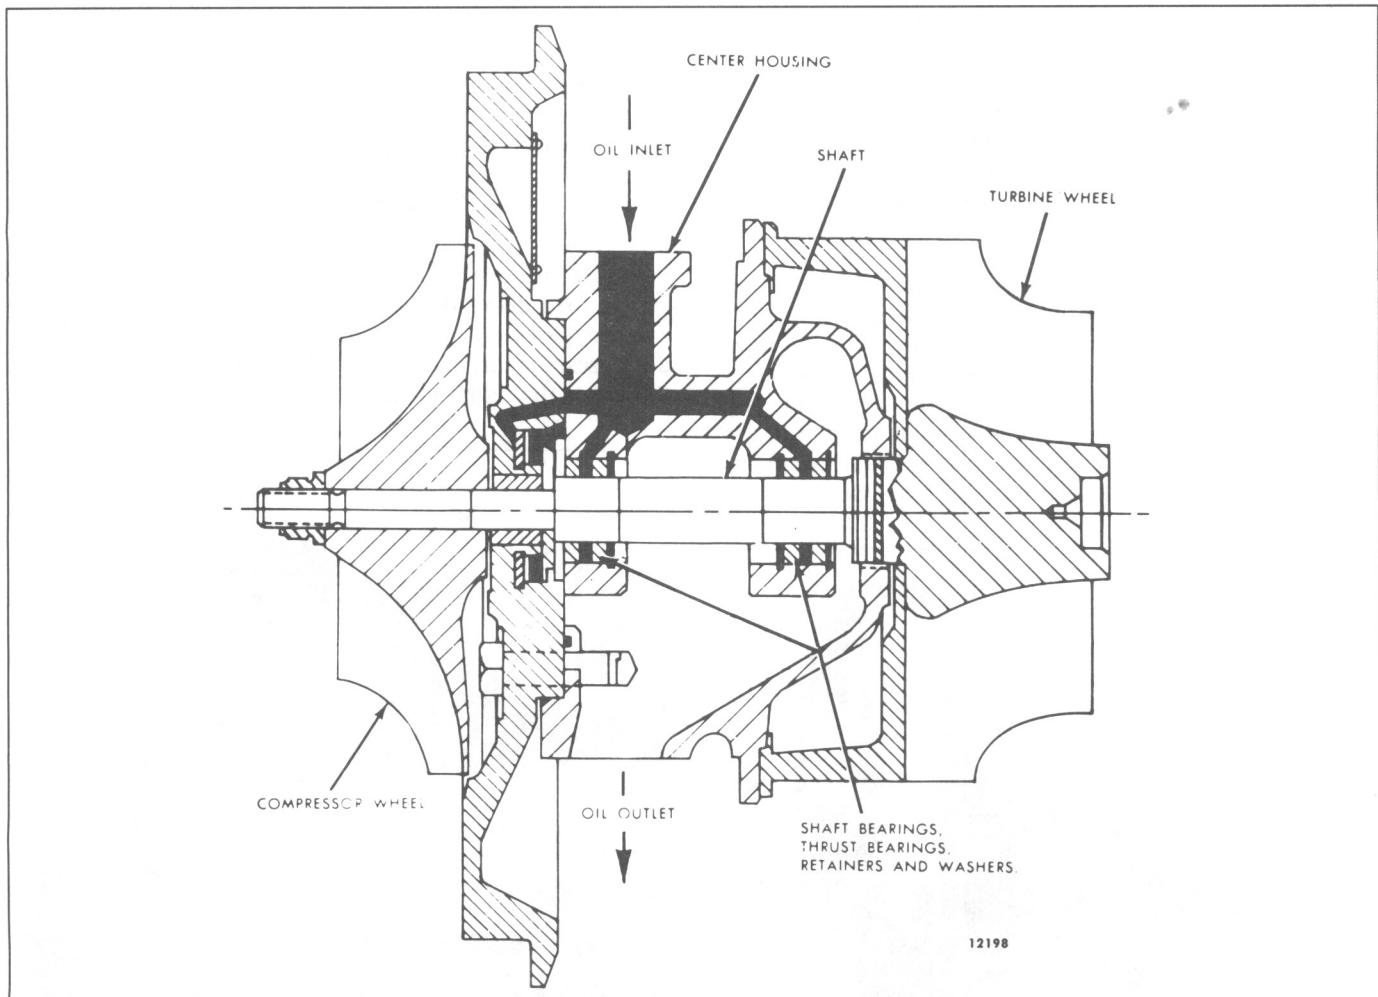 CENTER HOUSING
OIL INLET
SHAFT
TURBINE WHEEL
COMPRESSOR WHEEL
OIL OUTLET
SHAFT BEARINGS,
THRUST BEARINGS,
RETAINERS AND WASHERS.
12198